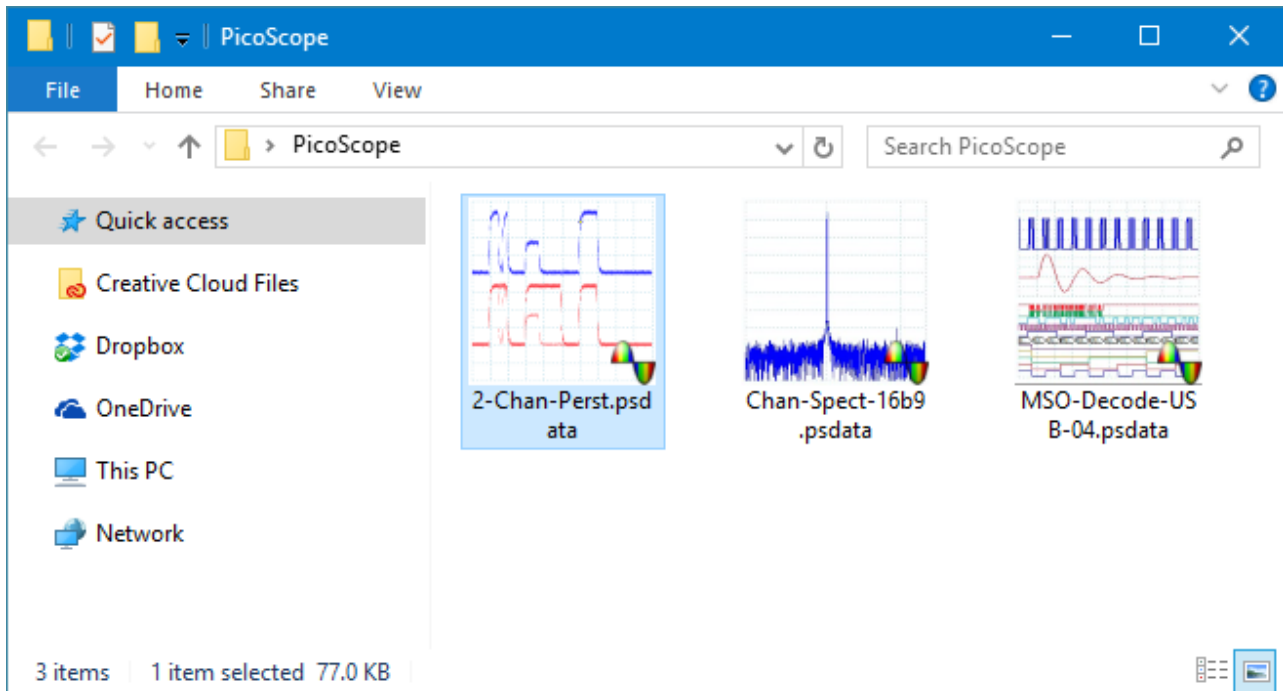 PicoScope
File Home Share View
PicoScope
Search PicoScope
Quick access
Creative Cloud Files
Dropbox
OneDrive
This PC
Network
2-Chan-Perst.psd
ata
Chan-Spect-16b9
.psdata
MSO-Decode-US
B-04.psdata
3 items 1 item selected 77.0 KB